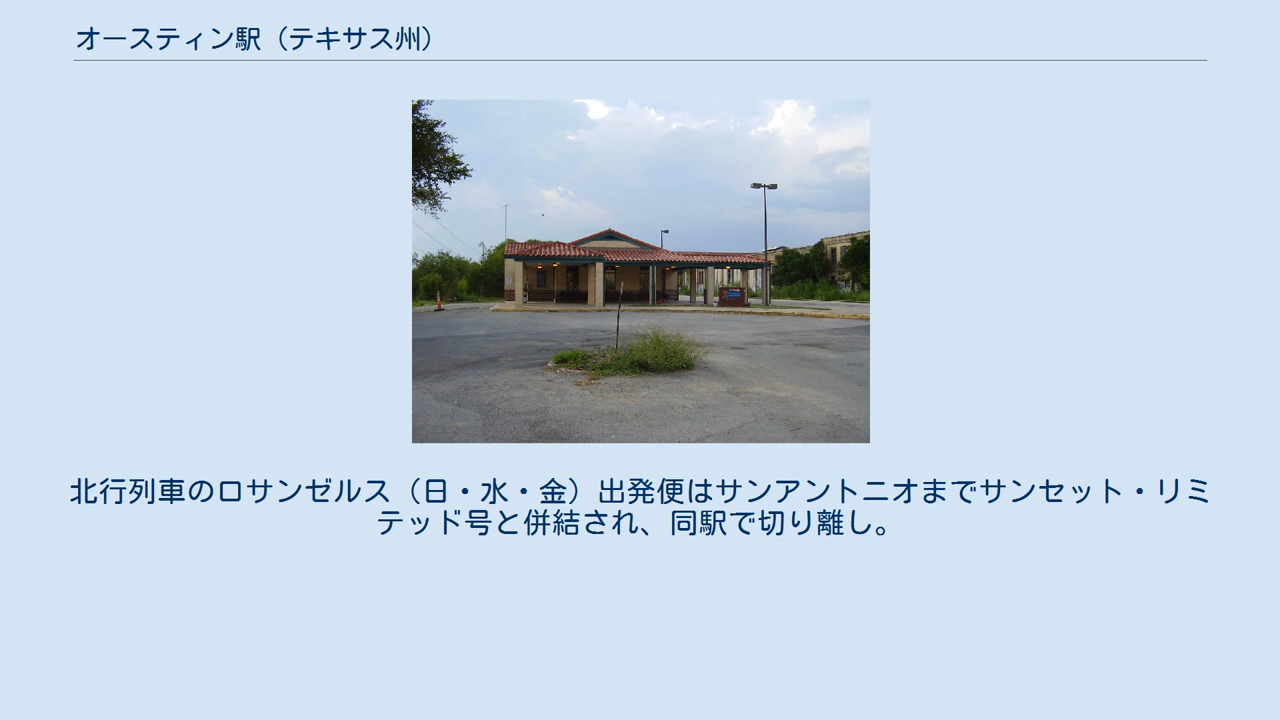 オースティン駅（テキサス州）
北行列車のロサンゼルス（日・水・金）出発便はサンアントニオまでサンセット・リミ
テッド号と併結され、同駅で切り離し。